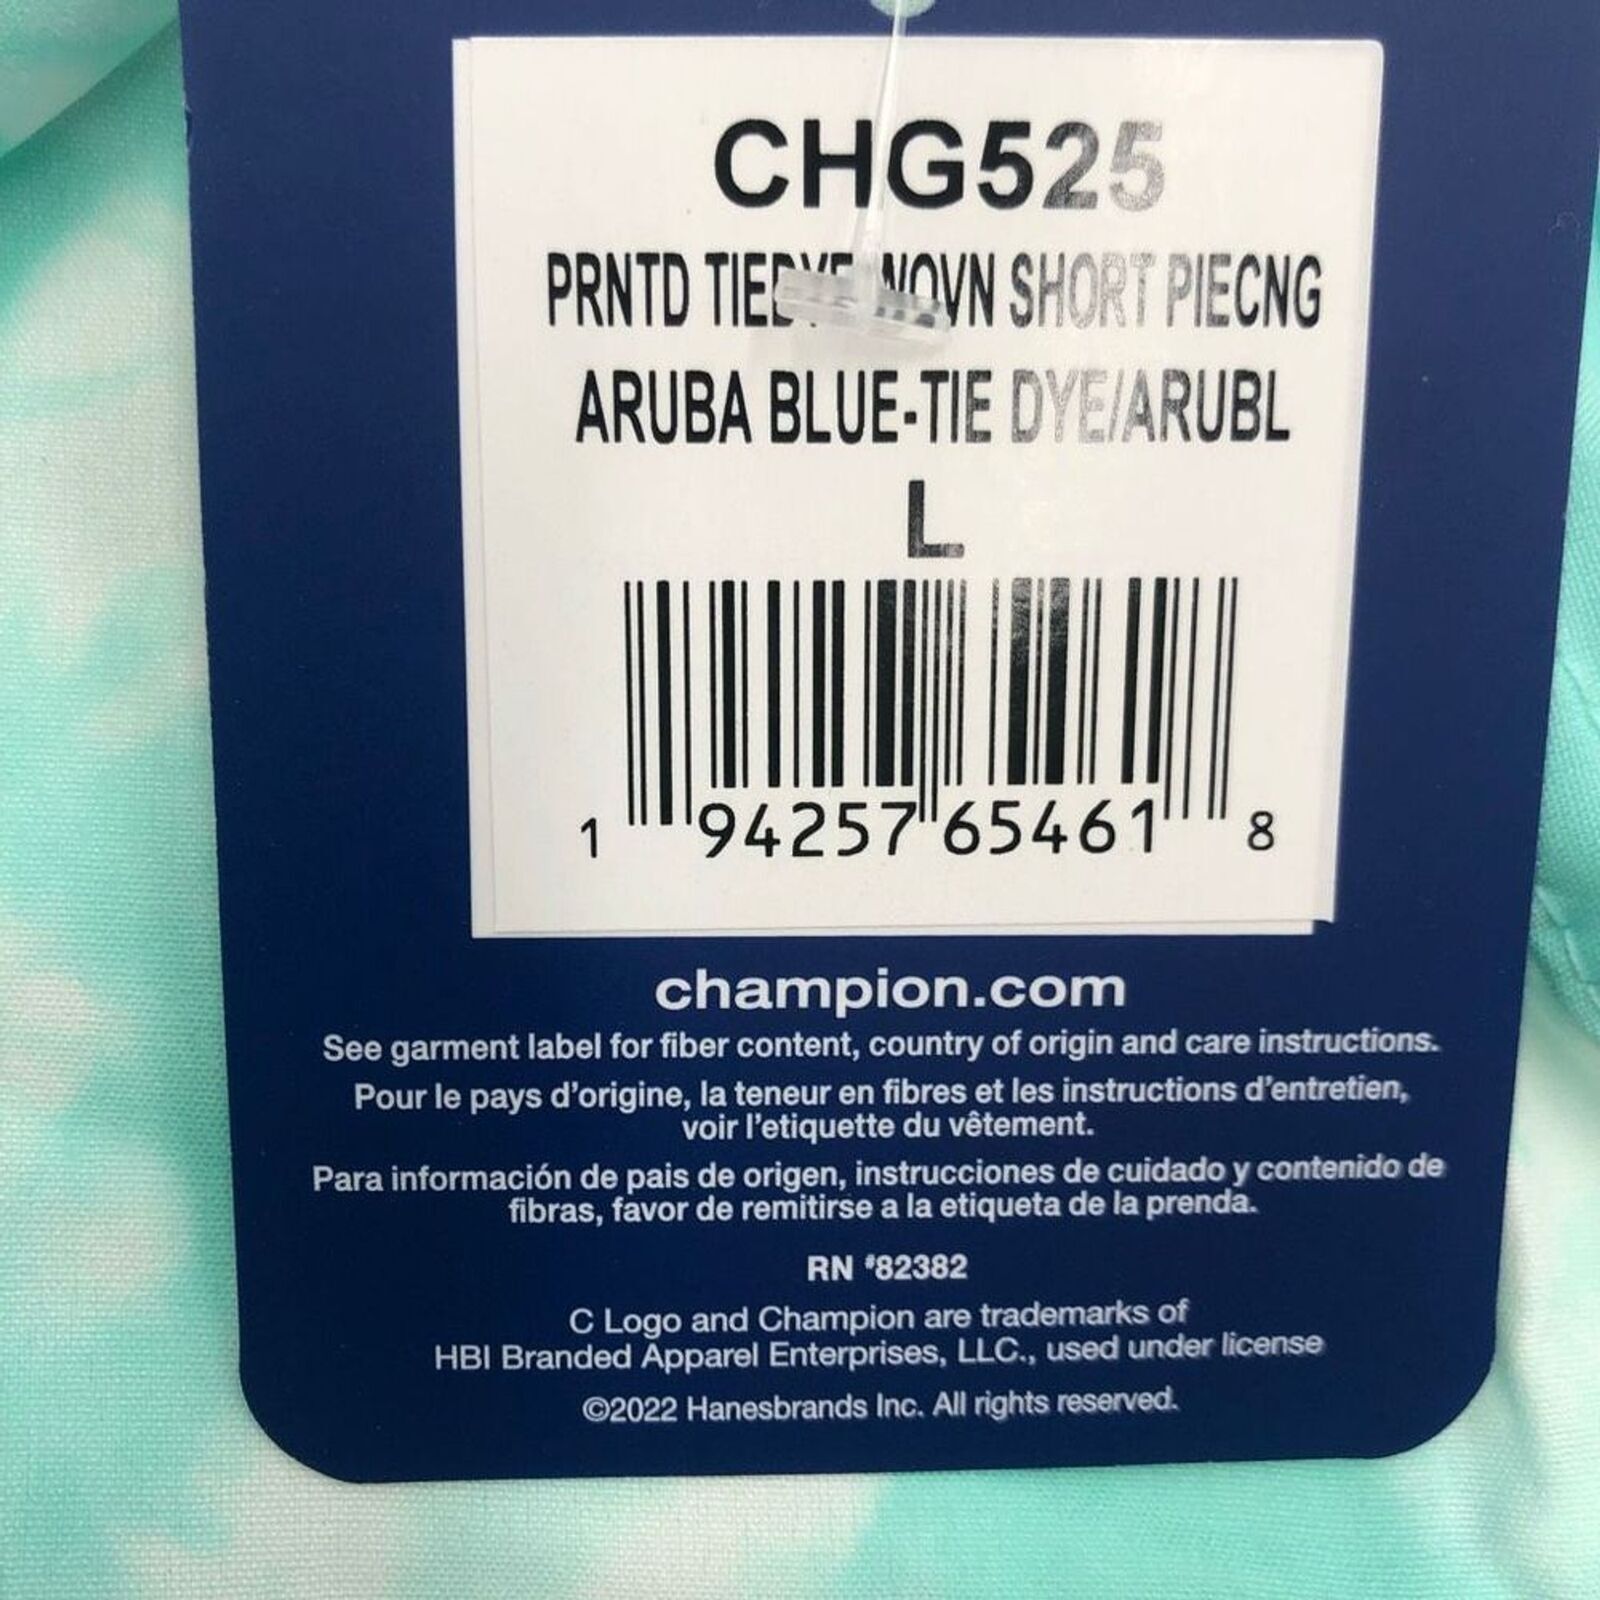 CHG525
PRNTD TIEDYE WOVN SHORT PIECNG
ARUBA BLUE-TIE DYE/ARUBL
L
1 94257 65461 8
champion.com
See garment label for fiber content, country of origin and care instructions.
Pour le pays d'origine, la teneur en fibres et les instructions d'entretien,
voir l'etiquette du vêtement.
Para información de pais de origen, instrucciones de cuidado y contenido de
fibras, favor de remitirse a la etiqueta de la prenda.
RN #82382
C Logo and Champion are trademarks of
HBI Branded Apparel Enterprises, LLC., used under license
©2022 Hanesbrands Inc. All rights reserved.